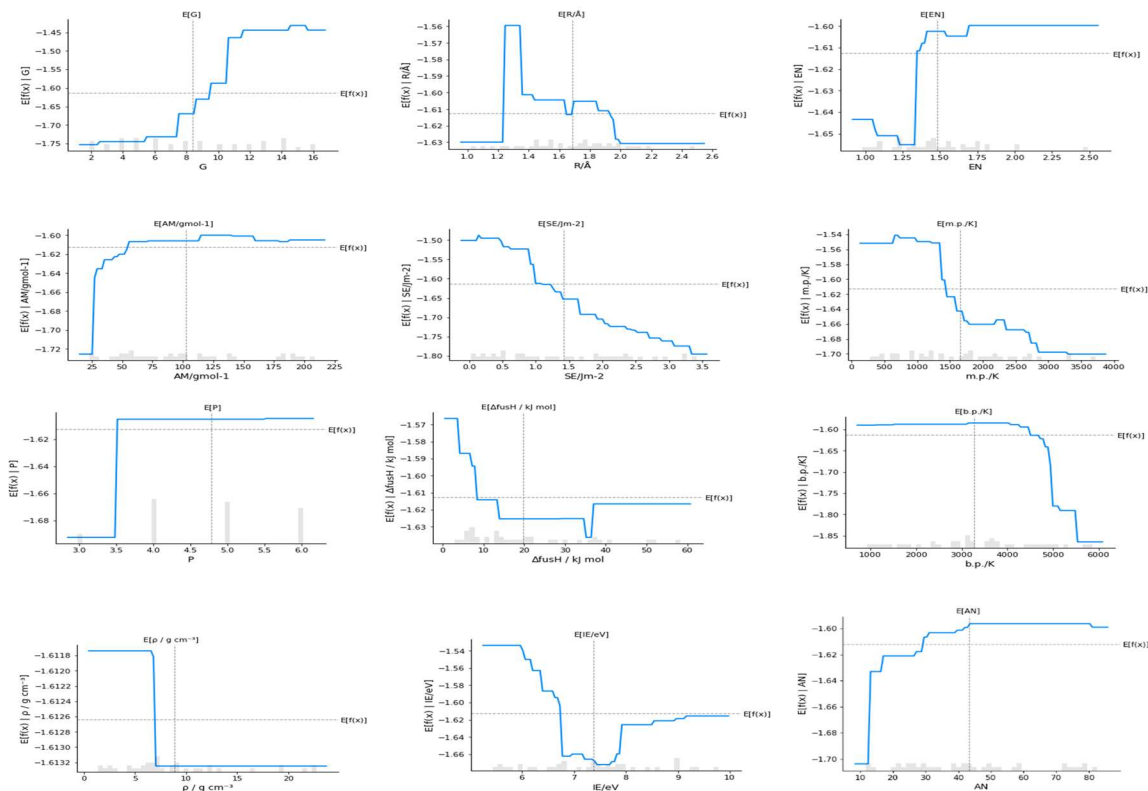 E[G]
E[f(x) | G]
−1.45
−1.50
−1.55
−1.60
−1.65
−1.70
−1.75
E[f(x)]
2 4 6 8 10 12 14 16
G
E[R/Å]
E[f(x) | R/Å]
−1.56
−1.57
−1.58
−1.59
−1.60
−1.61
−1.62
−1.63
E[f(x)]
1.0 1.2 1.4 1.6 1.8 2.0 2.2 2.4 2.6
R/Å
E[EN]
E[f(x) | EN]
−1.60
−1.61
−1.62
−1.63
−1.64
−1.65
E[f(x)]
1.00 1.25 1.50 1.75 2.00 2.25 2.50
EN
E[AM/gmol-1]
E[f(x) | AM/gmol-1]
−1.60
−1.62
−1.64
−1.66
−1.68
−1.70
−1.72
E[f(x)]
25 50 75 100 125 150 175 200 225
AM/gmol-1
E[SE/Jm-2]
E[f(x) | SE/Jm-2]
−1.50
−1.55
−1.60
−1.65
−1.70
−1.75
−1.80
E[f(x)]
0.0 0.5 1.0 1.5 2.0 2.5 3.0 3.5
SE/Jm-2
E[m.p./K]
E[f(x) | m.p./K]
−1.54
−1.56
−1.58
−1.60
−1.62
−1.64
−1.66
−1.68
−1.70
E[f(x)]
0 500 1000 1500 2000 2500 3000 3500 4000
m.p./K
E[P]
E[f(x) | P]
−1.62
−1.64
−1.66
−1.68
E[f(x)]
3.0 3.5 4.0 4.5 5.0 5.5 6.0
P
E[ΔfusH / kJ mol]
E[f(x) | ΔfusH / kJ mol]
−1.57
−1.58
−1.59
−1.60
−1.61
−1.62
−1.63
E[f(x)]
0 10 20 30 40 50 60
ΔfusH / kJ mol
E[b.p./K]
E[f(x) | b.p./K]
−1.60
−1.65
−1.70
−1.75
−1.80
−1.85
E[f(x)]
1000 2000 3000 4000 5000 6000
b.p./K
E[ρ / g cm⁻³]
E[f(x) | ρ / g cm⁻³]
−1.6118
−1.6120
−1.6122
−1.6124
−1.6126
−1.6128
−1.6130
−1.6132
E[f(x)]
0 5 10 15 20
ρ / g cm⁻³
E[IE/eV]
E[f(x) | IE/eV]
−1.54
−1.56
−1.58
−1.60
−1.62
−1.64
−1.66
E[f(x)]
6 7 8 9 10
IE/eV
E[AN]
E[f(x) | AN]
−1.60
−1.62
−1.64
−1.66
−1.68
−1.70
E[f(x)]
10 20 30 40 50 60 70 80
AN